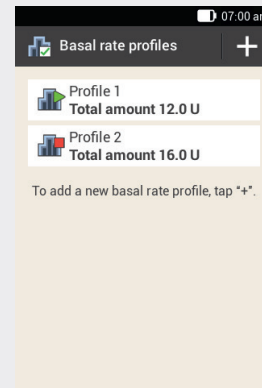 07:00 am
Basal rate profiles
+
Profile 1
Total amount 12.0 U
Profile 2
Total amount 16.0 U
To add a new basal rate profile, tap "+".